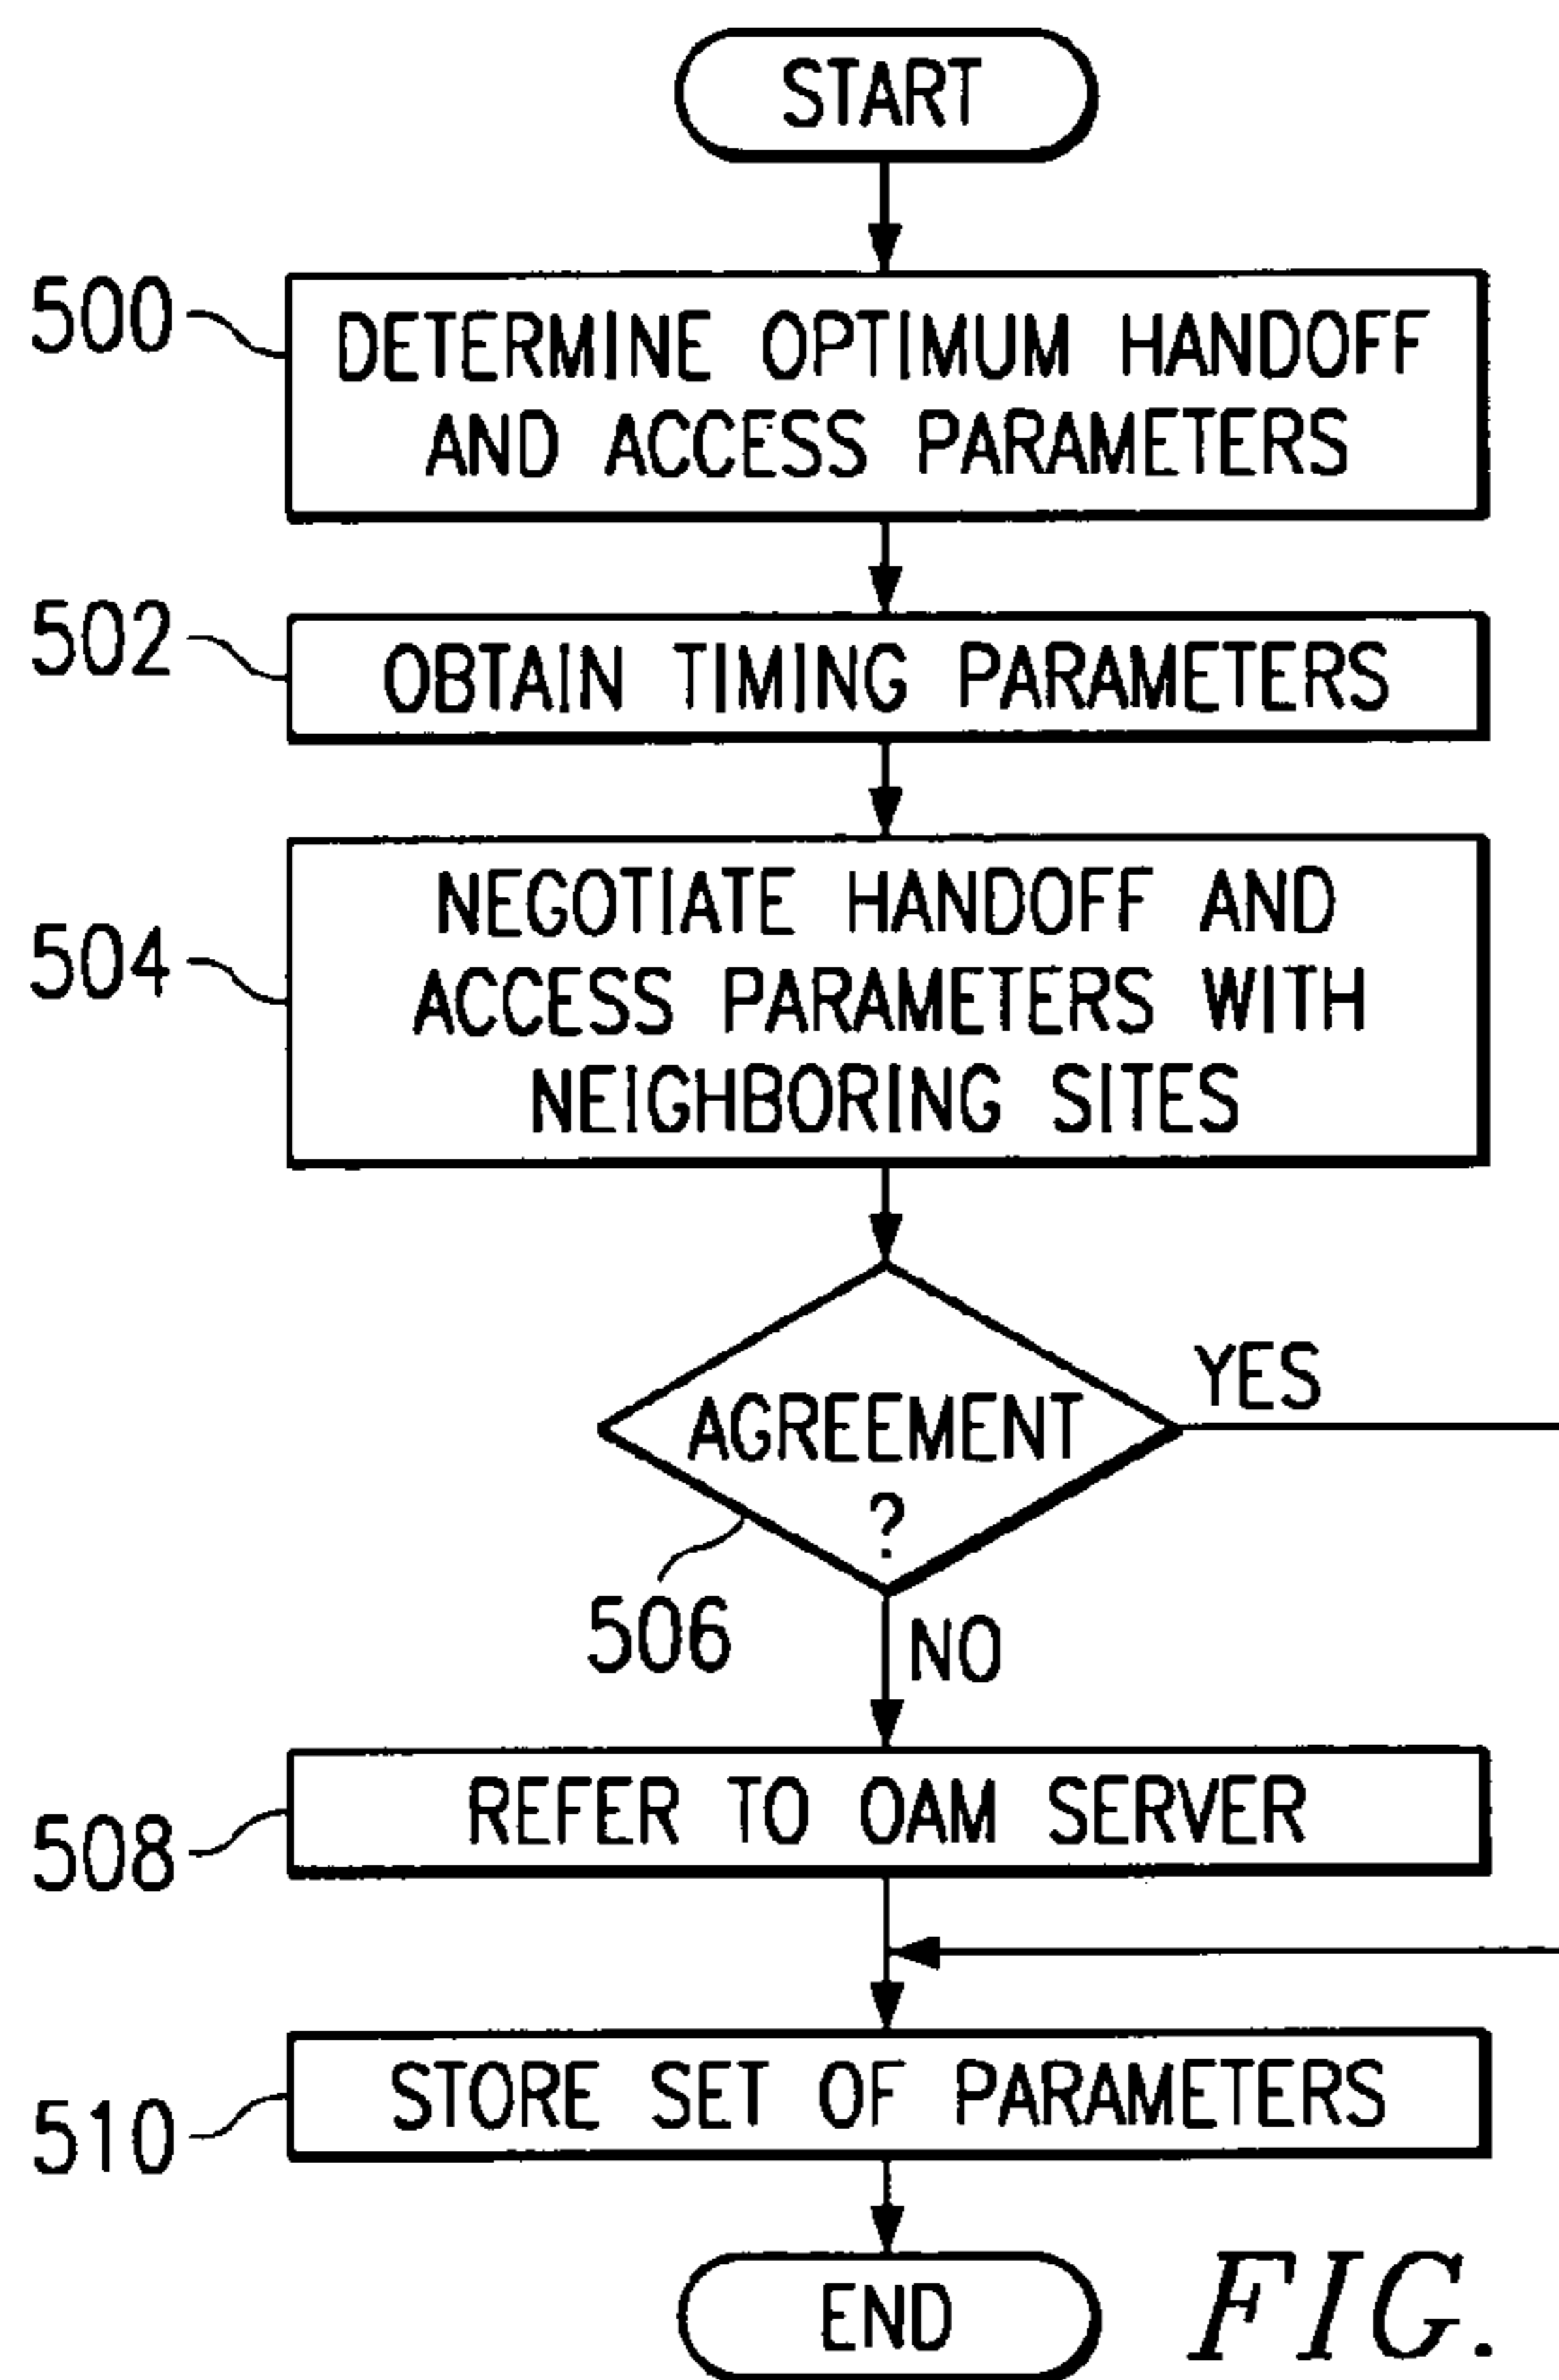 START
500
DETERMINE OPTIMUM HANDOFF
AND ACCESS PARAMETERS
502
OBTAIN TIMING PARAMETERS
504
NEGOTIATE HANDOFF AND
ACCESS PARAMETERS WITH
NEIGHBORING SITES
AGREEMENT
?
YES
506
NO
508
REFER TO OAM SERVER
510
STORE SET OF PARAMETERS
END
FIG.